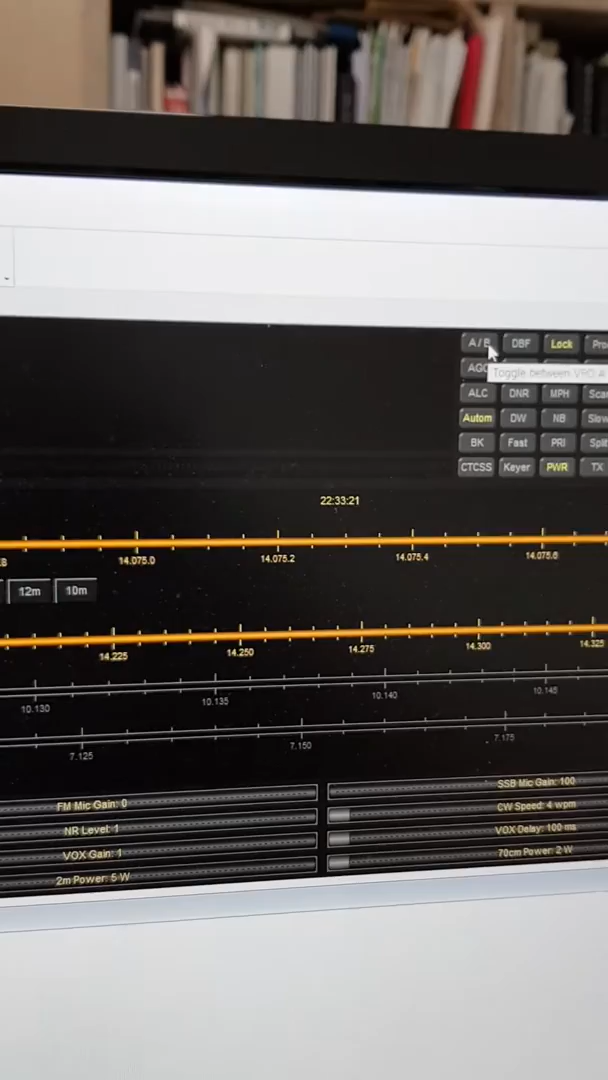 A / B DBF Lock Pro
AGC Toggle between VFO A
ALC DNR MPH Scan
Autom DW NB Slow
BK Fast PRI Split
CTCSS Keyer PWR TX
22:33:21
14.075.0 14.075.2 14.075.4 14.075.6
12m 10m
14.225 14.250 14.275 14.300 14.325
10.130 10.135 10.140 10.145
7.125 7.150 7.175
FM Mic Gain: 0 SSB Mic Gain: 100
NR Level: 1 CW Speed: 4 wpm
VOX Gain: 1 VOX Delay: 100 ms
2m Power: 5 W 70cm Power: 2 W